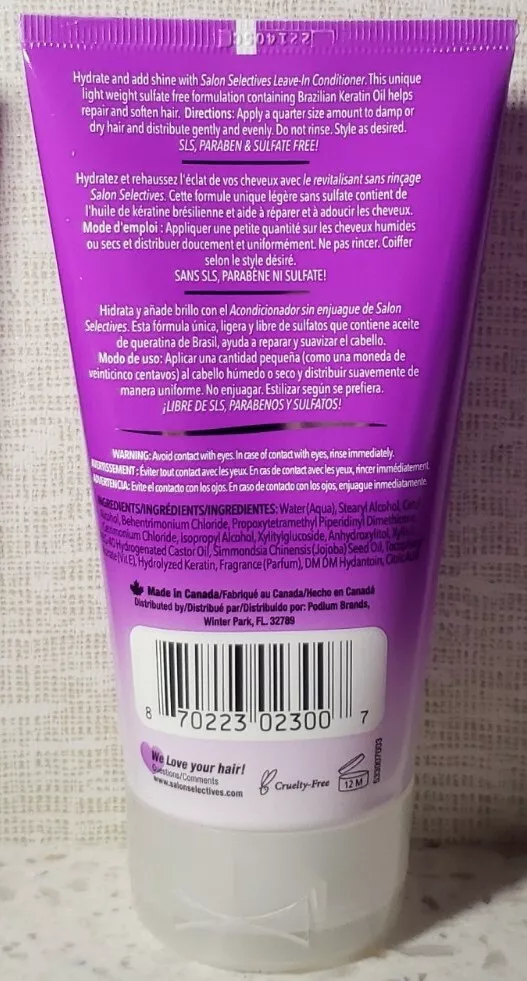 Hydrate and add shine with Salon Selectives Leave-In Conditioner. This unique
light weight sulfate free formulation containing Brazilian Keratin Oil helps
repair and soften hair. Directions: Apply a quarter size amount to damp or
dry hair and distribute gently and evenly. Do not rinse. Style as desired.
SLS, PARABEN & SULFATE FREE!
Hydratez et rehaussez l'éclat de vos cheveux avec le revitalisant sans rinçage
Salon Selectives. Cette formule unique légère sans sulfate contient de
l'huile de kératine brésilienne et aide à réparer et à adoucir les cheveux.
Mode d'emploi : Appliquer une petite quantité sur les cheveux humides
ou secs et distribuer doucement et uniformément. Ne pas rincer. Coiffer
selon le style désiré.
SANS SLS, PARABÈNE NI SULFATE!
Hidrata y añade brillo con el Acondicionador sin enjuague de Salon
Selectives. Esta fórmula única, ligera y libre de sulfatos que contiene aceite
de queratina de Brasil, ayuda a reparar y suavizar el cabello.
Modo de uso: Aplicar una cantidad pequeña (como una moneda de
veinticinco centavos) al cabello húmedo o seco y distribuir suavemente de
manera uniforme. No enjuagar. Estilizar según se prefiera.
¡LIBRE DE SLS, PARABENOS Y SULFATOS!
WARNING: Avoid contact with eyes. In case of contact with eyes, rinse immediately.
AVERTISSEMENT : Éviter tout contact avec les yeux. En cas de contact avec les yeux, rincer immédiatement.
ADVERTENCIA: Evite el contacto con los ojos. En caso de contacto con los ojos, enjuague inmediatamente.
INGREDIENTS/INGRÉDIENTS/INGREDIENTES: Water (Aqua), Stearyl Alcohol,
Alcohol, Behentrimonium Chloride, Propoxytetramethyl Piperidinyl
Cetrimonium Chloride, Isopropyl Alcohol, Xylitylglucoside, Anhydroxylitol,
Hydrogenated Castor Oil, Simmondsia Chinensis (Jojoba) Seed Oil,
(Vit.E), Hydrolyzed Keratin, Fragrance (Parfum), DM DM Hydantoin,
Made in Canada/Fabriqué au Canada/Hecho en Canadá
Distributed by/Distribué par/Distribuido por: Podium Brands,
Winter Park, FL. 32789
8 70223 02300 7
We Love your hair!
Questions/Comments
www.salonselectives.com
Cruelty-Free
12 M